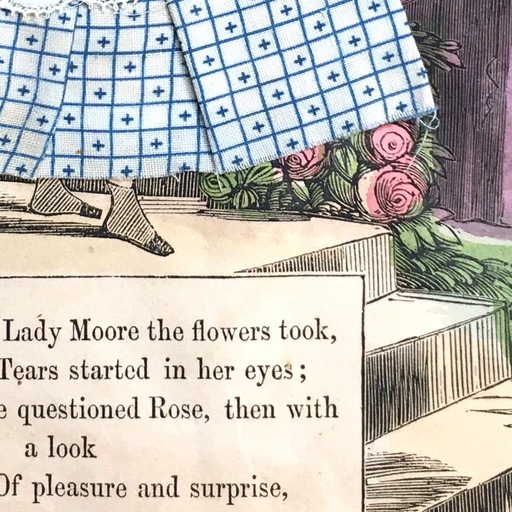 Lady Moore the flowers took,
Tears started in her eyes;
e questioned Rose, then with
a look
Of pleasure and surprise,